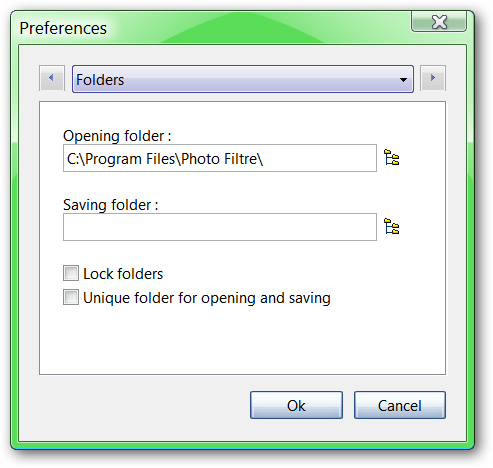 Preferences
Folders
Opening folder :
C:\Program Files\Photo Filtre\
Saving folder :
Lock folders
Unique folder for opening and saving
Ok Cancel